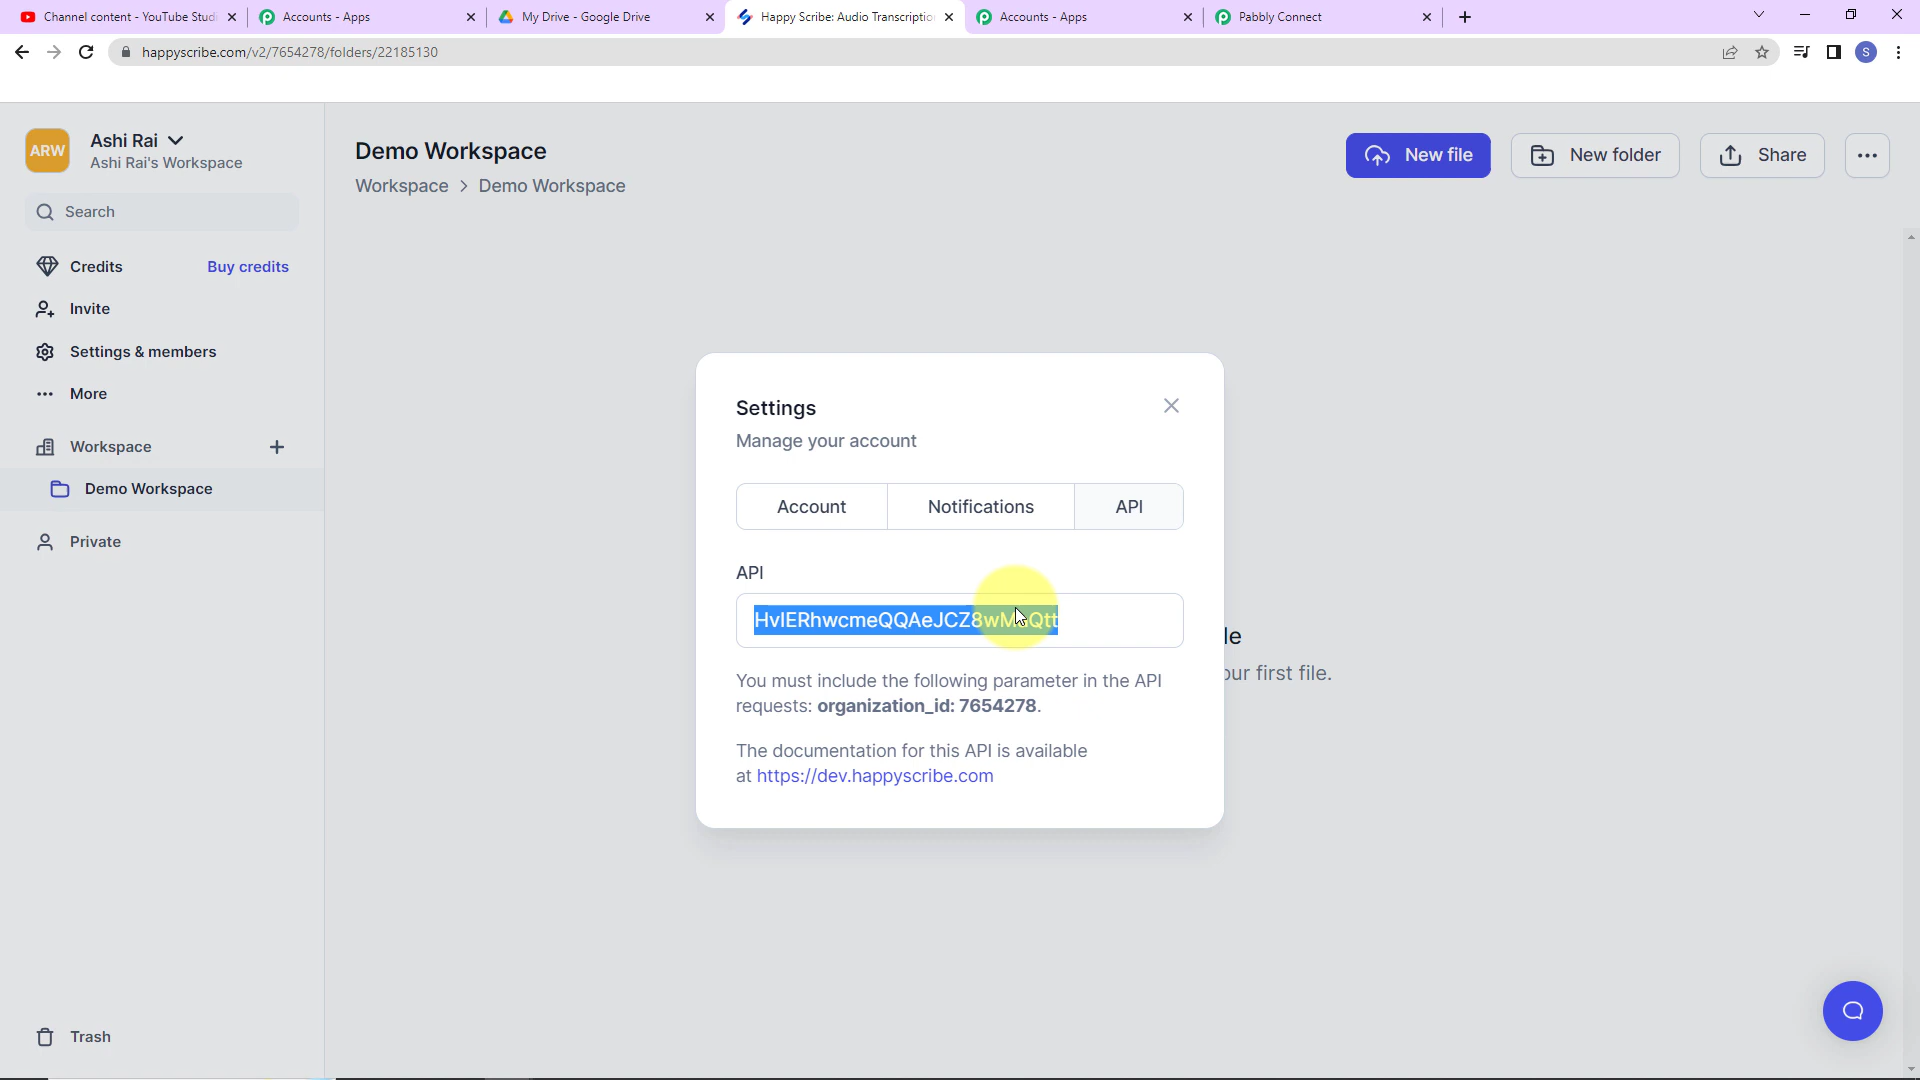 Channel content - YouTube Studi
Accounts - Apps
My Drive - Google Drive
Happy Scribe: Audio Transcriptio
Accounts - Apps
Pabbly Connect
happyscribe.com/v2/7654278/folders/22185130
S
ARW
Ashi Rai
Ashi Rai's Workspace
Search
Credits
Buy credits
Invite
Settings & members
More
Workspace
Demo Workspace
Private
Trash
Demo Workspace
Workspace > Demo Workspace
New file
New folder
Share
Settings
Manage your account
Account
Notifications
API
API
You must include the following parameter in the API
requests: organization_id: 7654278.
The documentation for this API is available
at https://dev.happyscribe.com
le
our first file.